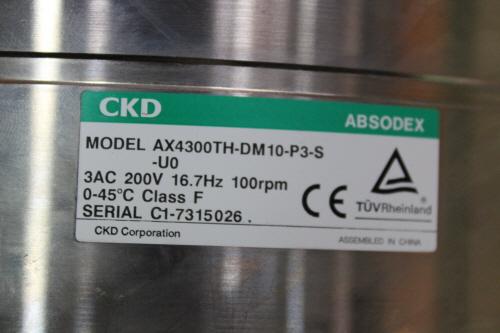 CKD ABSODEX
MODEL AX4300TH-DM10-P3-S
-U0
3AC 200V 16.7Hz 100rpm
0-45°C Class F
SERIAL C1-7315026 .
CE
TÜVRheinland
CKD Corporation
ASSEMBLED IN CHINA